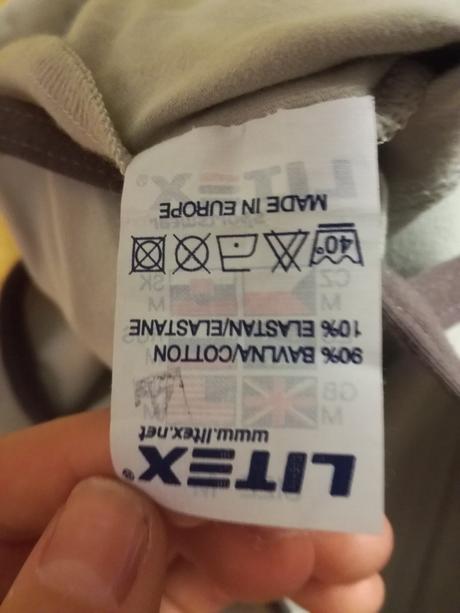 LITEX®
www.litex.net
90% BAVLNA/COTTON
10% ELASTAN/ELASTANE
40°
MADE IN EUROPE